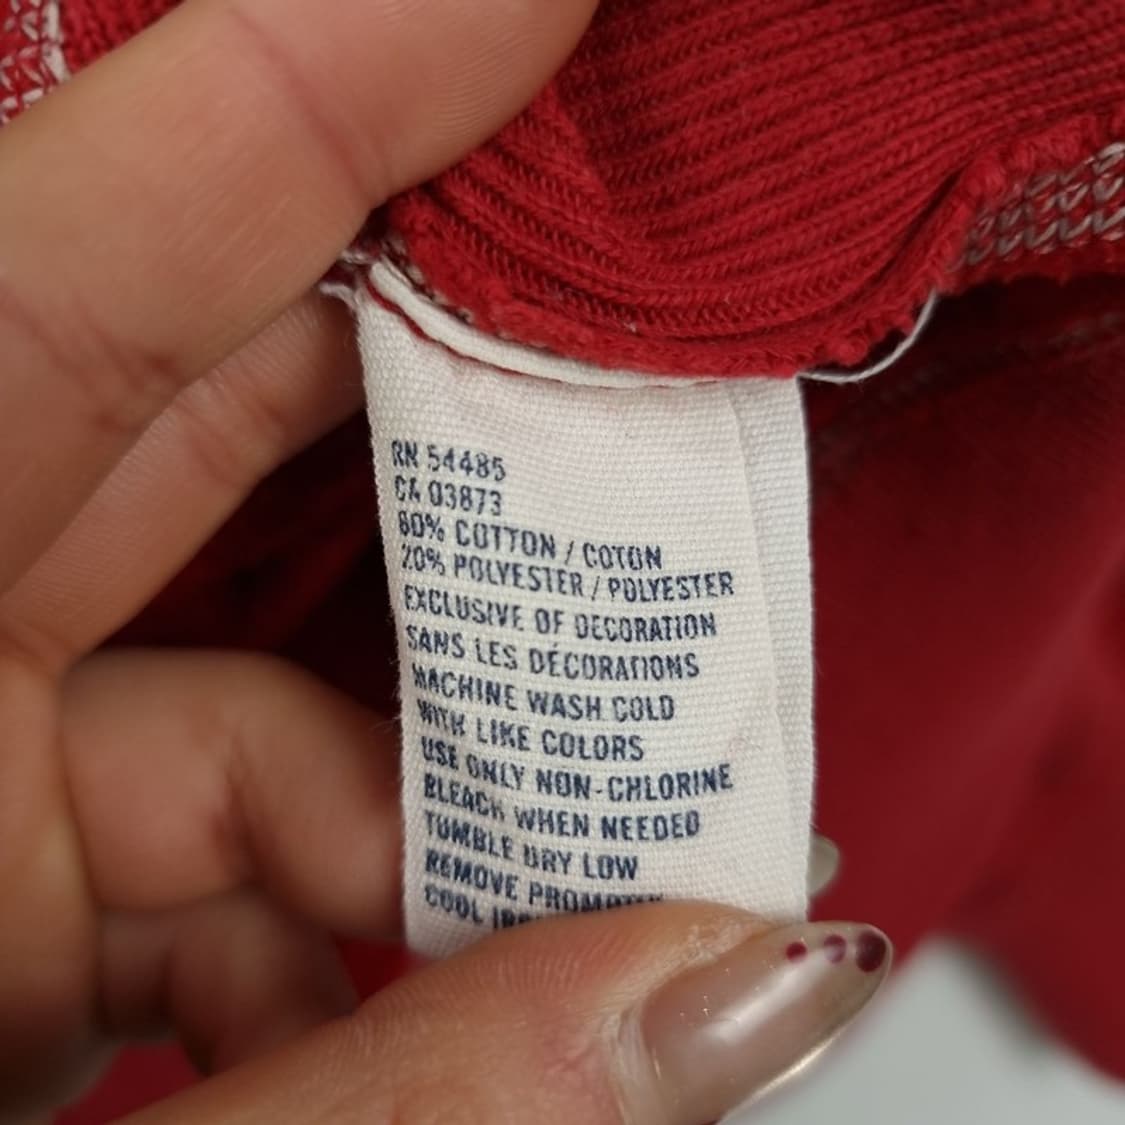 RN 54485
CA 03873
80% COTTON / COTON
20% POLYESTER / POLYESTER
EXCLUSIVE OF DECORATION
SANS LES DÉCORATIONS
MACHINE WASH COLD
WITH LIKE COLORS
USE ONLY NON-CHLORINE
BLEACH WHEN NEEDED
TUMBLE DRY LOW
REMOVE PROMPTLY
COOL